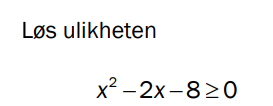 Løs ulikheten
x² – 2x – 8 ≥ 0